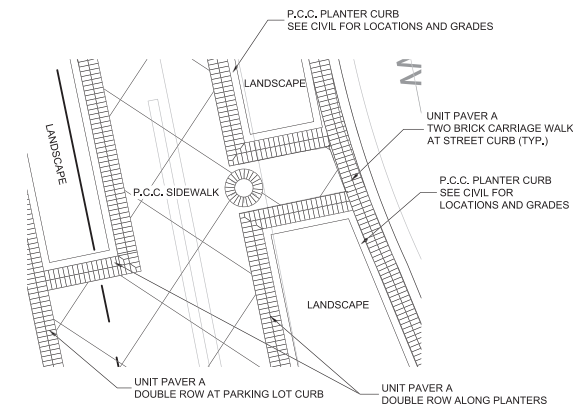 P.C.C. PLANTER CURB
SEE CIVIL FOR LOCATIONS AND GRADES
LANDSCAPE
UNIT PAVER A
TWO BRICK CARRIAGE WALK
AT STREET CURB (TYP.)
LANDSCAPE
P.C.C. SIDEWALK
P.C.C. PLANTER CURB
SEE CIVIL FOR
LOCATIONS AND GRADES
LANDSCAPE
UNIT PAVER A
DOUBLE ROW AT PARKING LOT CURB
UNIT PAVER A
DOUBLE ROW ALONG PLANTERS